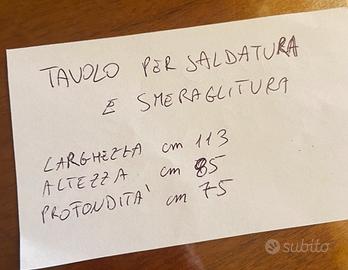 TAVOLO PER SALDATURA
E SMERAGLITURA
LARGHEZZA cm 113
ALTEZZA cm 85
PROFONDITA' cm 75
subito